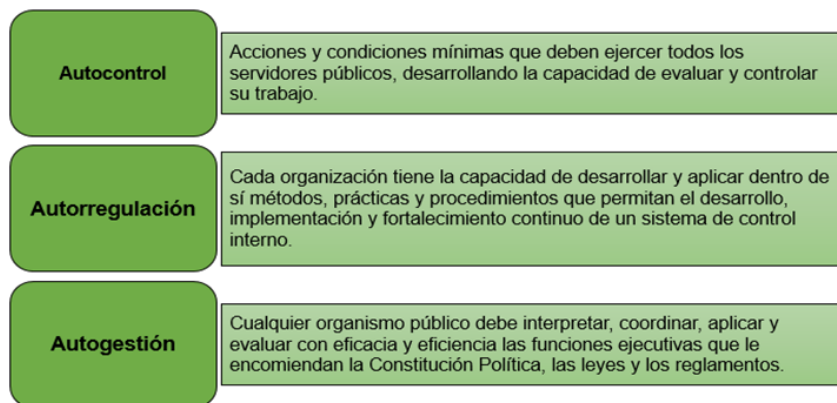 Autocontrol
Acciones y condiciones mínimas que deben ejercer todos los
servidores públicos, desarrollando la capacidad de evaluar y controlar
su trabajo.
Autorregulación
Cada organización tiene la capacidad de desarrollar y aplicar dentro de
sí métodos, prácticas y procedimientos que permitan el desarrollo,
implementación y fortalecimiento continuo de un sistema de control
interno.
Autogestión
Cualquier organismo público debe interpretar, coordinar, aplicar y
evaluar con eficacia y eficiencia las funciones ejecutivas que le
encomiendan la Constitución Política, las leyes y los reglamentos.